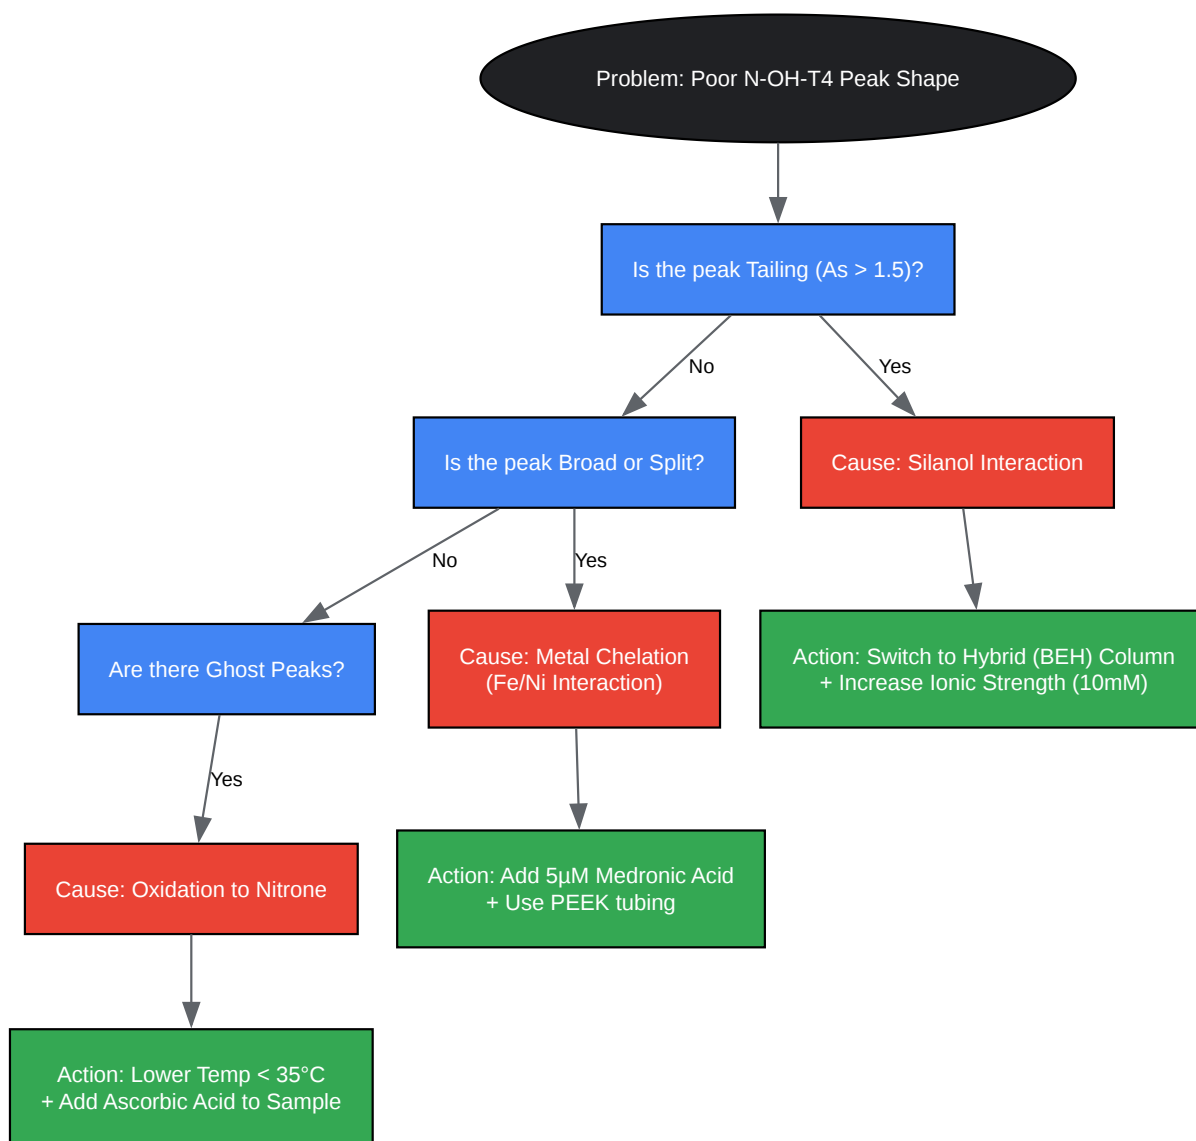 Problem: Poor N-OH-T4 Peak Shape
Is the peak Tailing (As > 1.5)?
No
Yes
Is the peak Broad or Split?
Cause: Silanol Interaction
No
Yes
Are there Ghost Peaks?
Cause: Metal Chelation
(Fe/Ni Interaction)
Action: Switch to Hybrid (BEH) Column
+ Increase Ionic Strength (10mM)
Yes
Cause: Oxidation to Nitrone
Action: Add 5µM Medronic Acid
+ Use PEEK tubing
Action: Lower Temp < 35°C
+ Add Ascorbic Acid to Sample